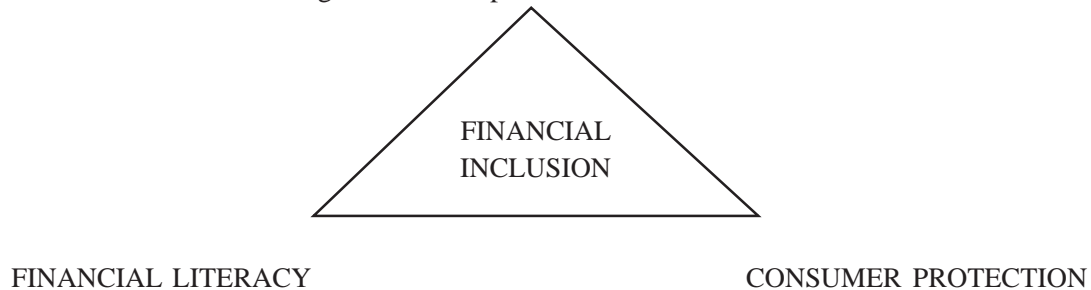 FINANCIAL
INCLUSION
FINANCIAL LITERACY CONSUMER PROTECTION